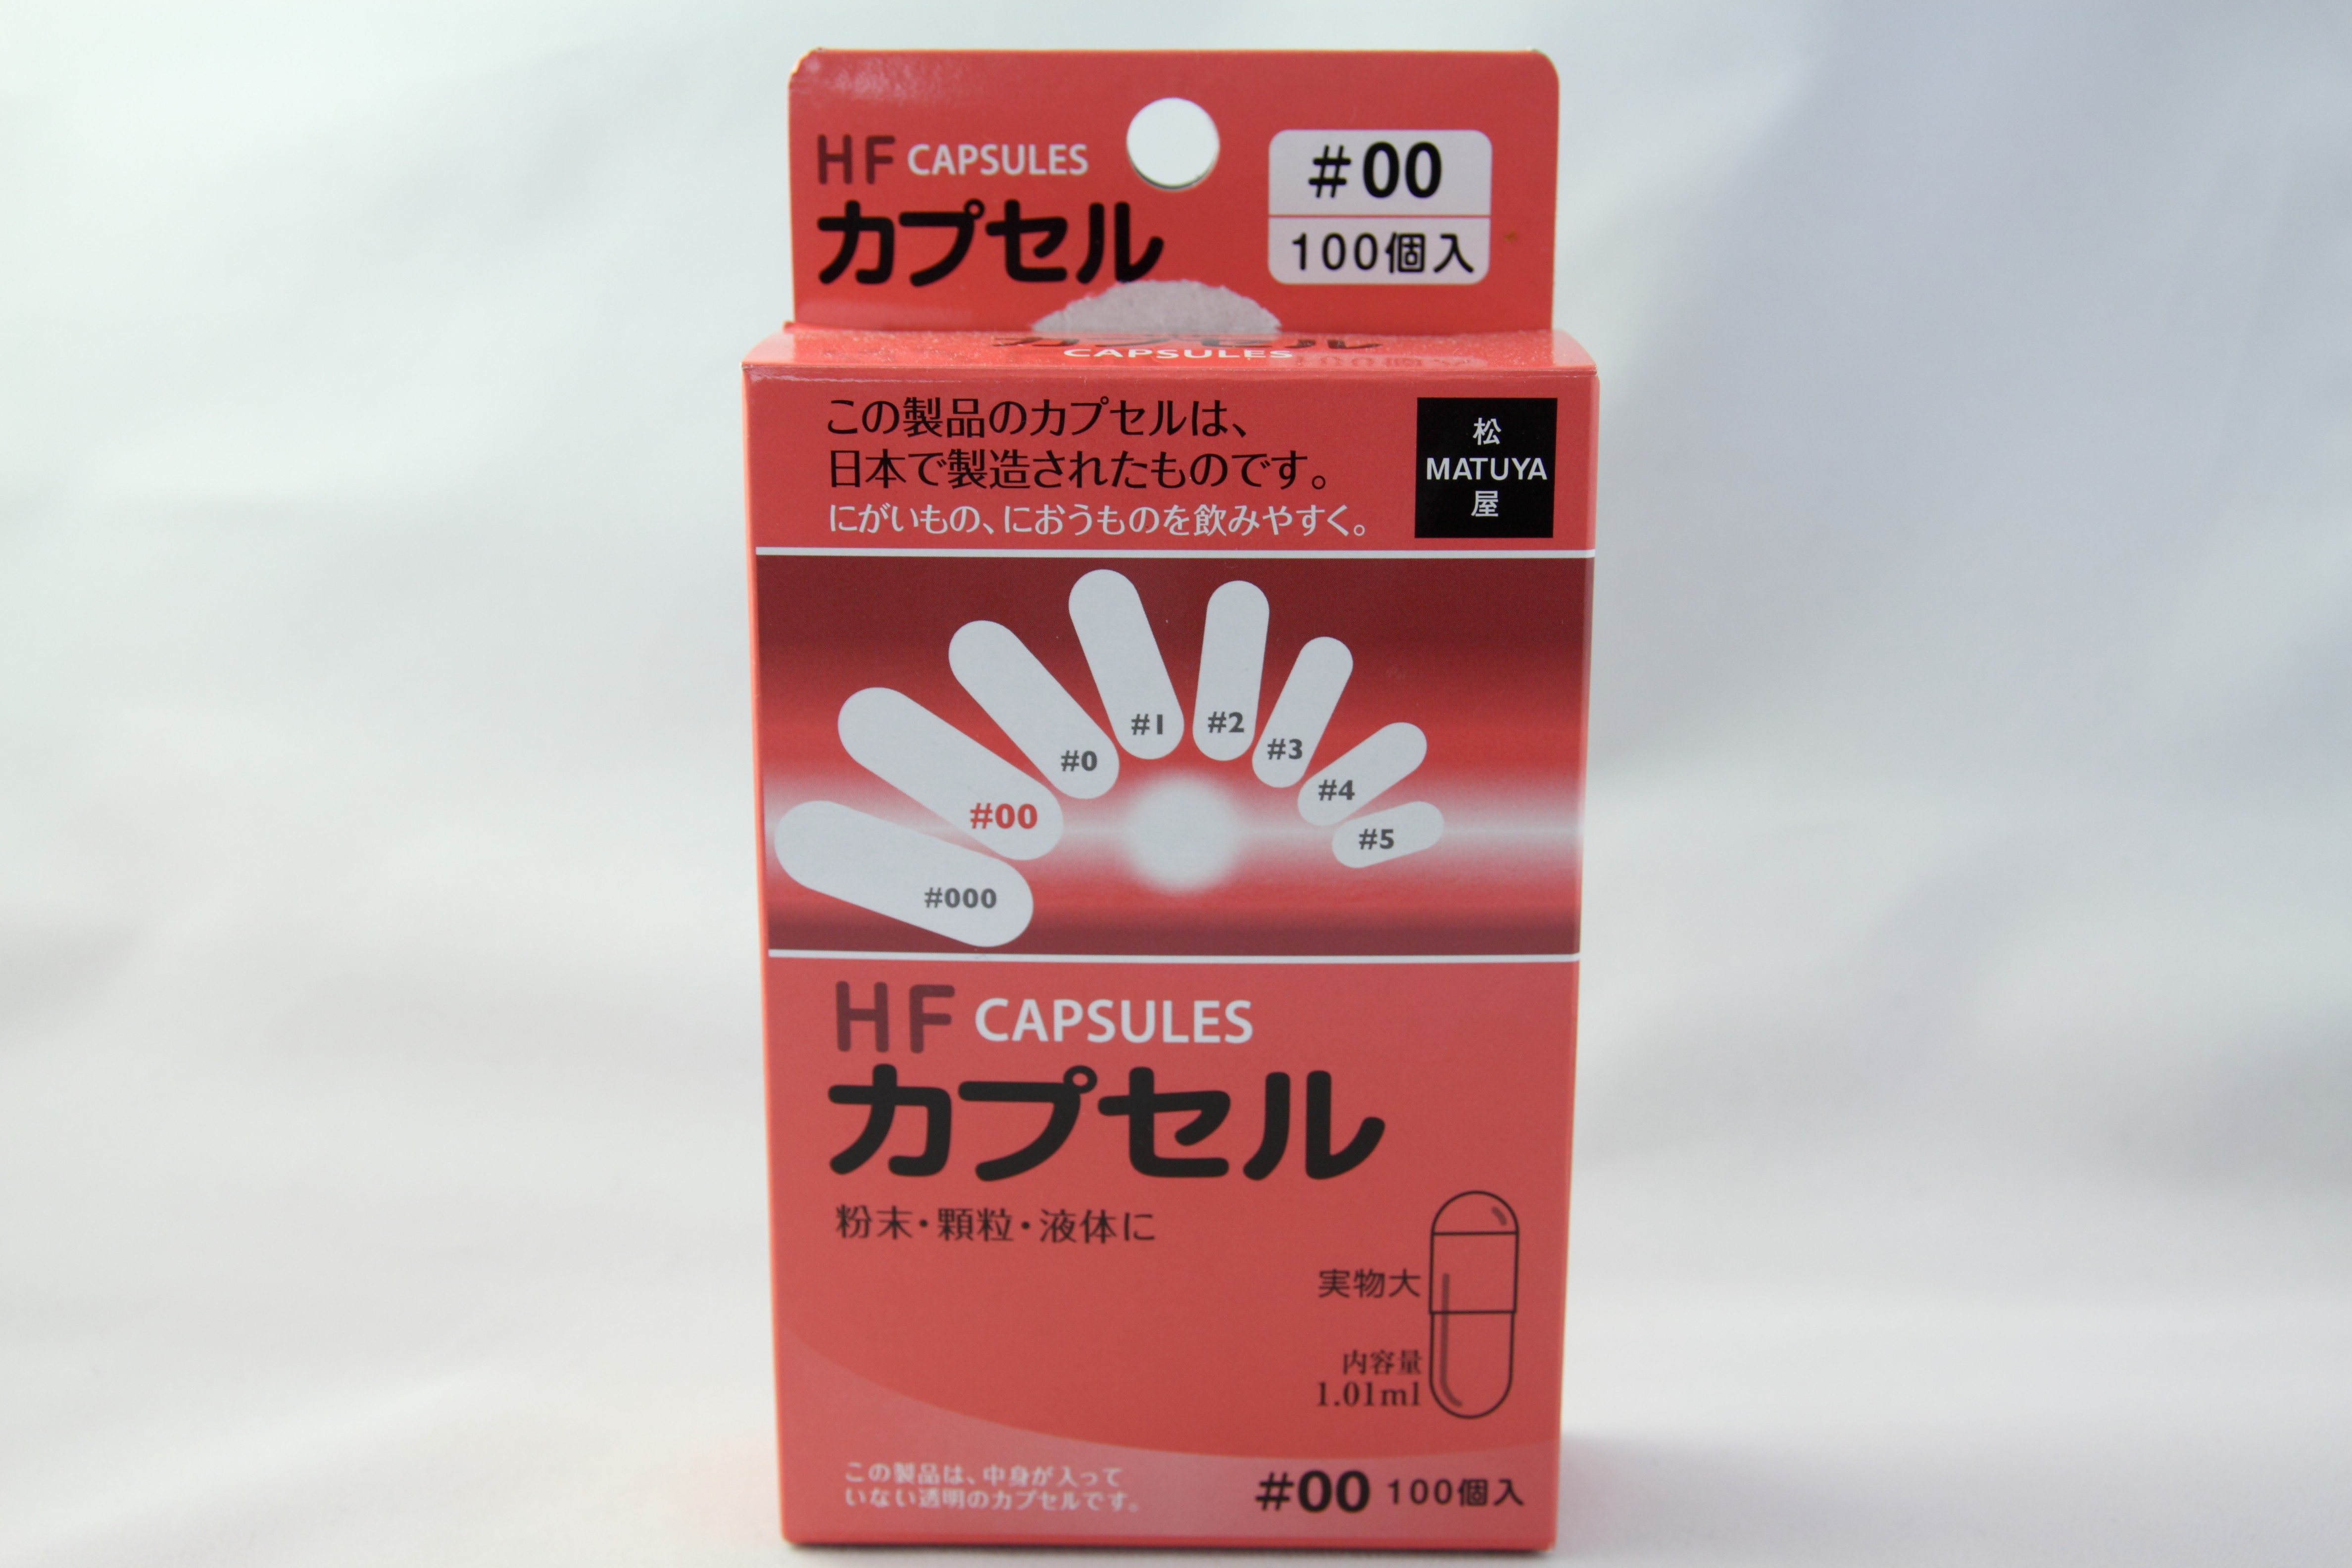 HF CAPSULES
カプセル
#00
100個入
カプセル
CAPSULES
この製品のカプセルは、
日本で製造されたものです。
にがいもの、におうものを飲みやすく。
松
MATUYA
屋
#000
#00
#0
#1
#2
#3
#4
#5
HF CAPSULES
カプセル
粉末・顆粒・液体に
実物大
内容量
1.01ml
この製品は、中身が入って
いない透明のカプセルです。
#00 100個入